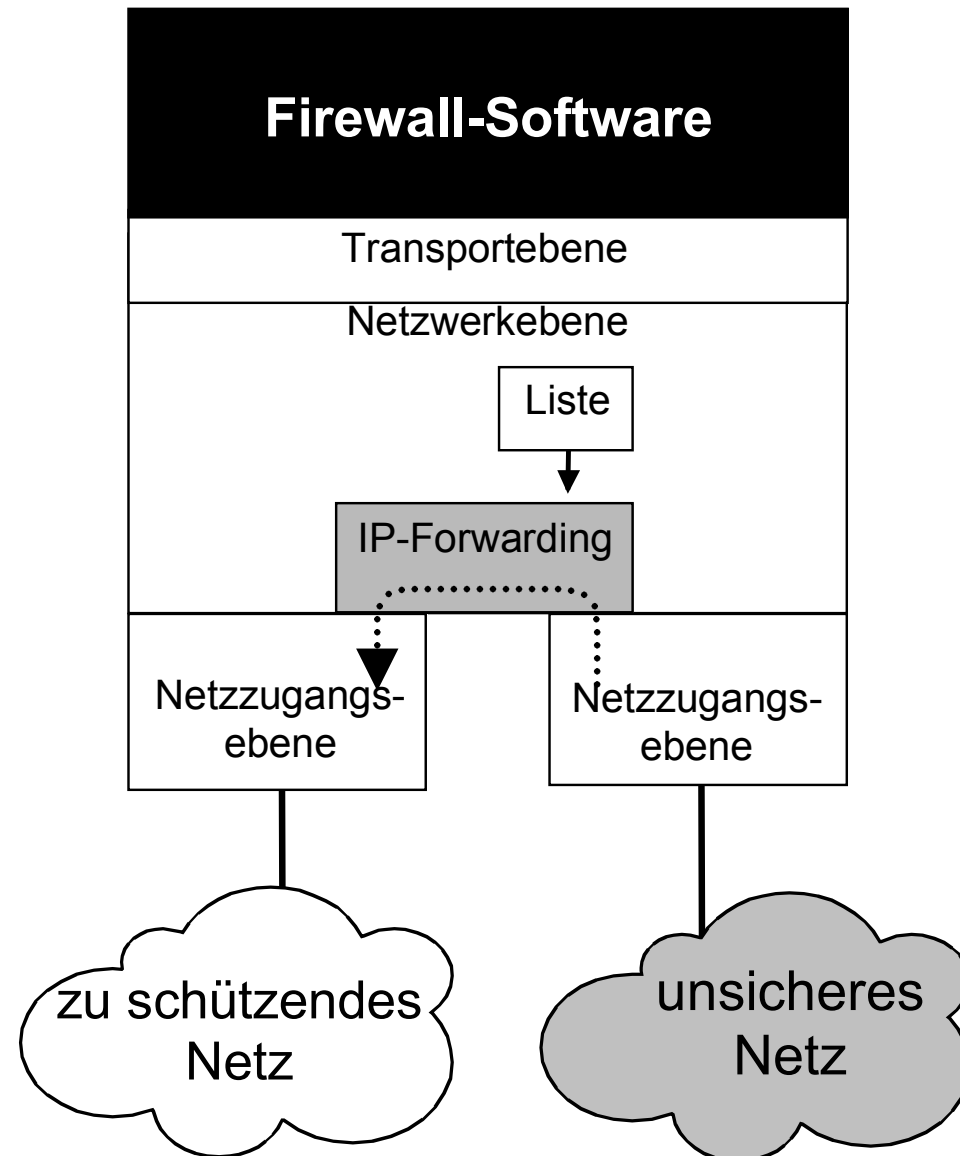 Firewall-Software
Transportebene
Netzwerkebene
Liste
IP-Forwarding
Netzzugangs-
ebene
Netzzugangs-
ebene
zu schützendes
Netz
unsicheres
Netz